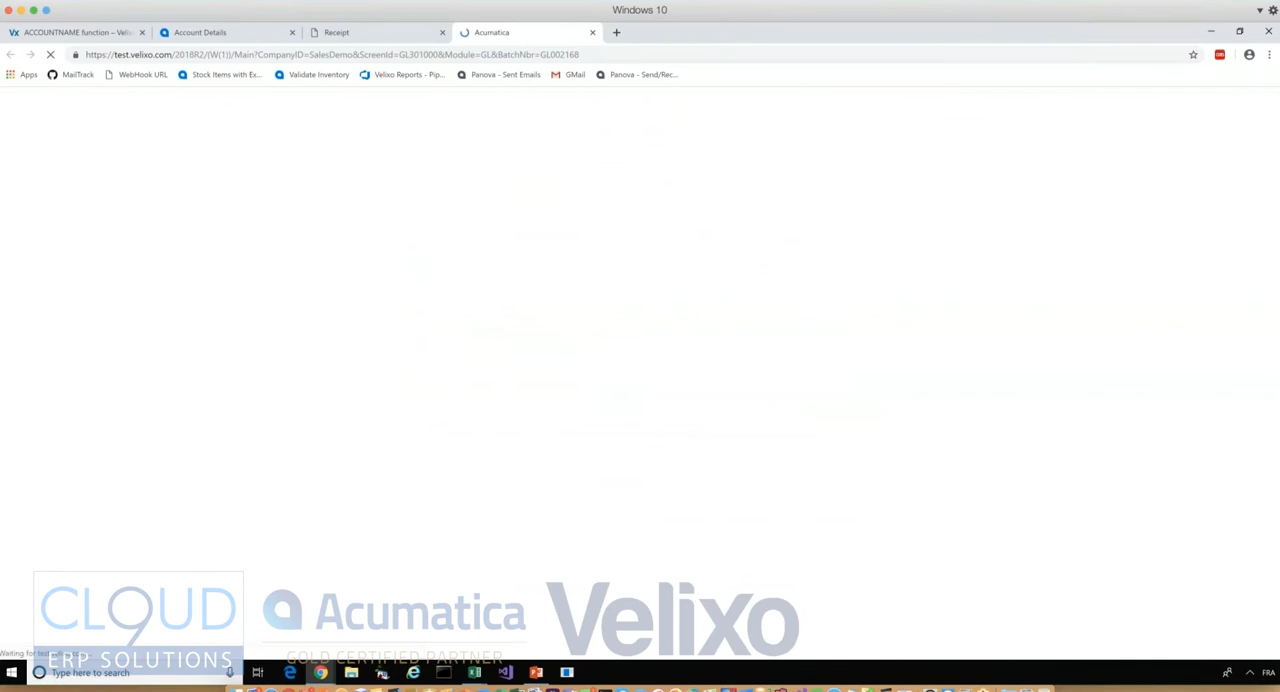 Windows 10
ACCOUNTNAME function – Velix
Account Details
Receipt
Acumatica
https://test.velixo.com/2018R2/(W(1))/Main?CompanyID=SalesDemo&ScreenId=GL301000&Module=GL&BatchNbr=GL002168
Apps
MailTrack
WebHook URL
Stock Items with Ex...
Validate Inventory
Velixo Reports - Pip...
Panova - Sent Emails
GMail
Panova - Send/Rec...
CLOUD
9
ERP SOLUTIONS
Acumatica
GOLD CERTIFIED PARTNER
Velixo
Type here to search
FRA